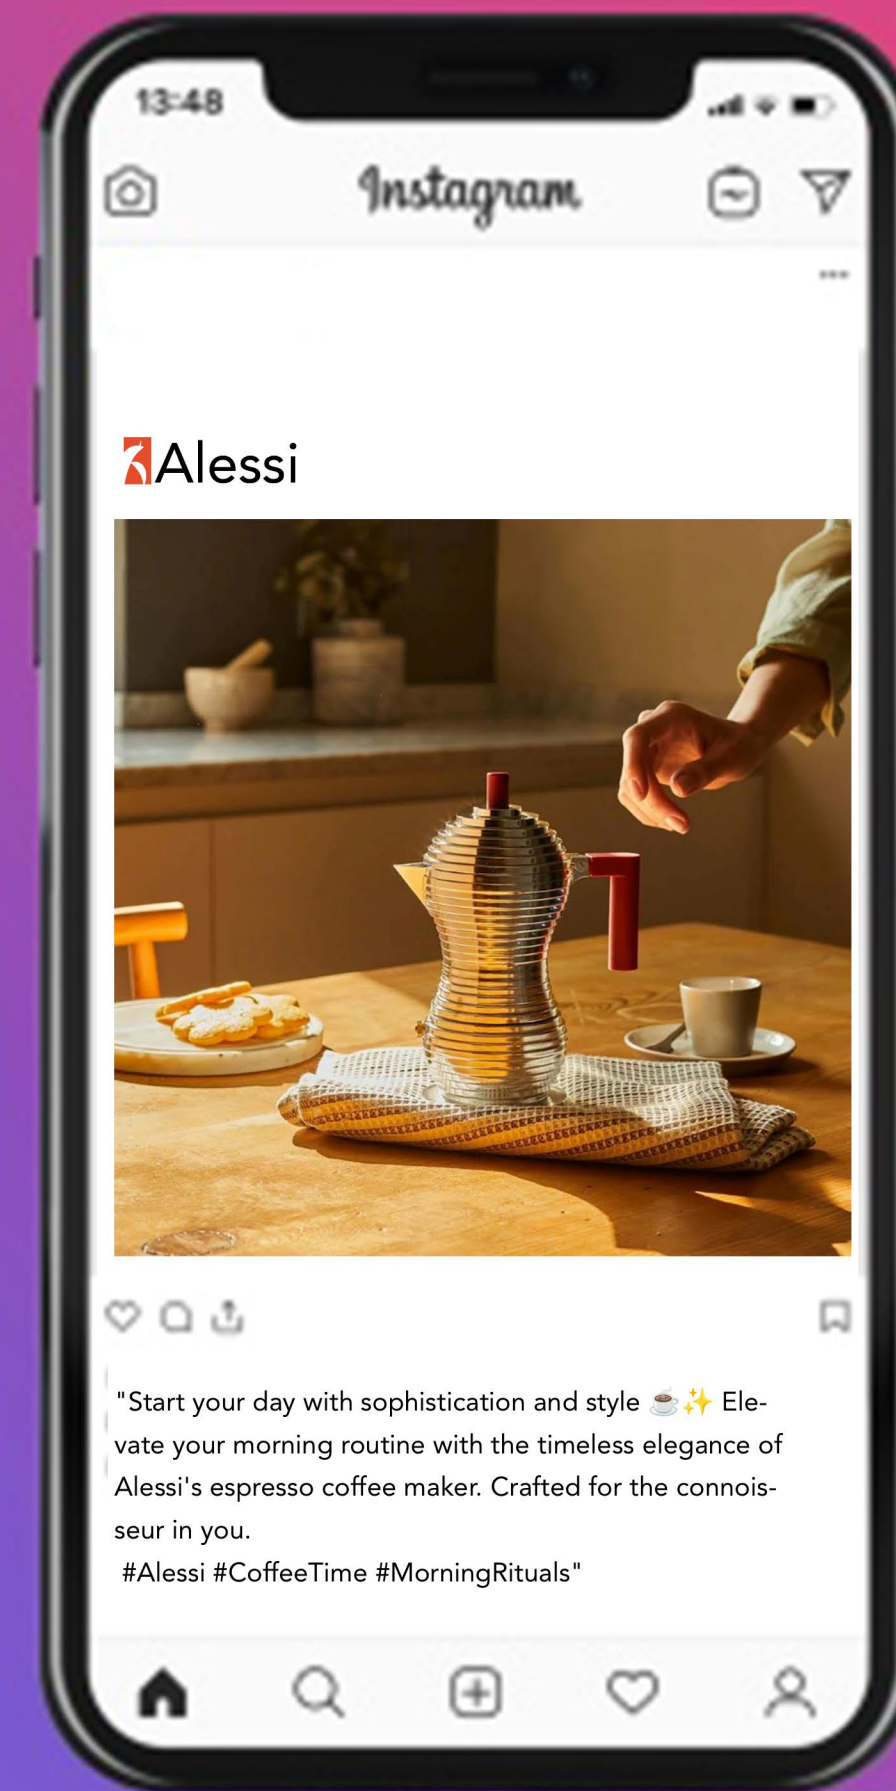 13:48
Instagram
Alessi
"Start your day with sophistication and style ☕✨ Ele-
vate your morning routine with the timeless elegance of
Alessi's espresso coffee maker. Crafted for the connois-
seur in you.
#Alessi #CoffeeTime #MorningRituals"